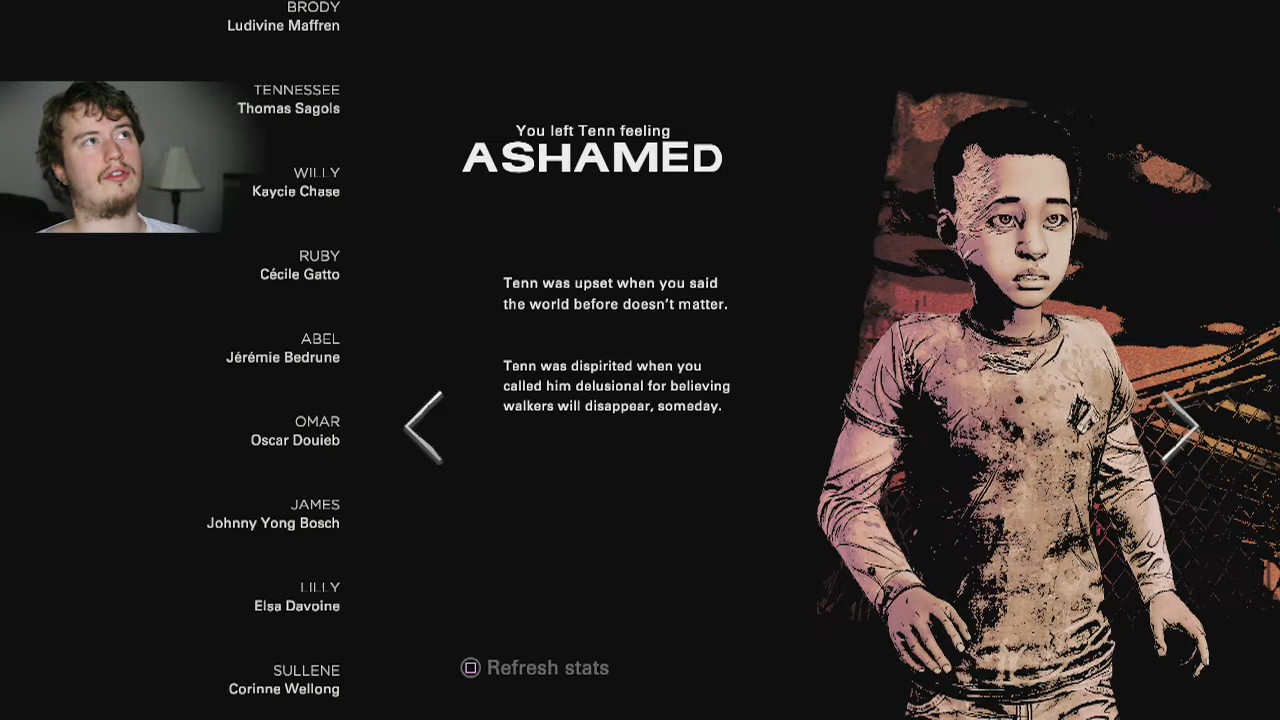 BRODY
Ludivine Maffren
TENNESSEE
Thomas Sagols
WILLY
Kaycie Chase
RUBY
Cécile Gatto
ABEL
Jérémie Bedrune
OMAR
Oscar Douieb
JAMES
Johnny Yong Bosch
LILLY
Elsa Davoine
SULLENE
Corinne Wellong
You left Tenn feeling
ASHAMED
Tenn was upset when you said
the world before doesn't matter.
Tenn was dispirited when you
called him delusional for believing
walkers will disappear, someday.
Refresh stats